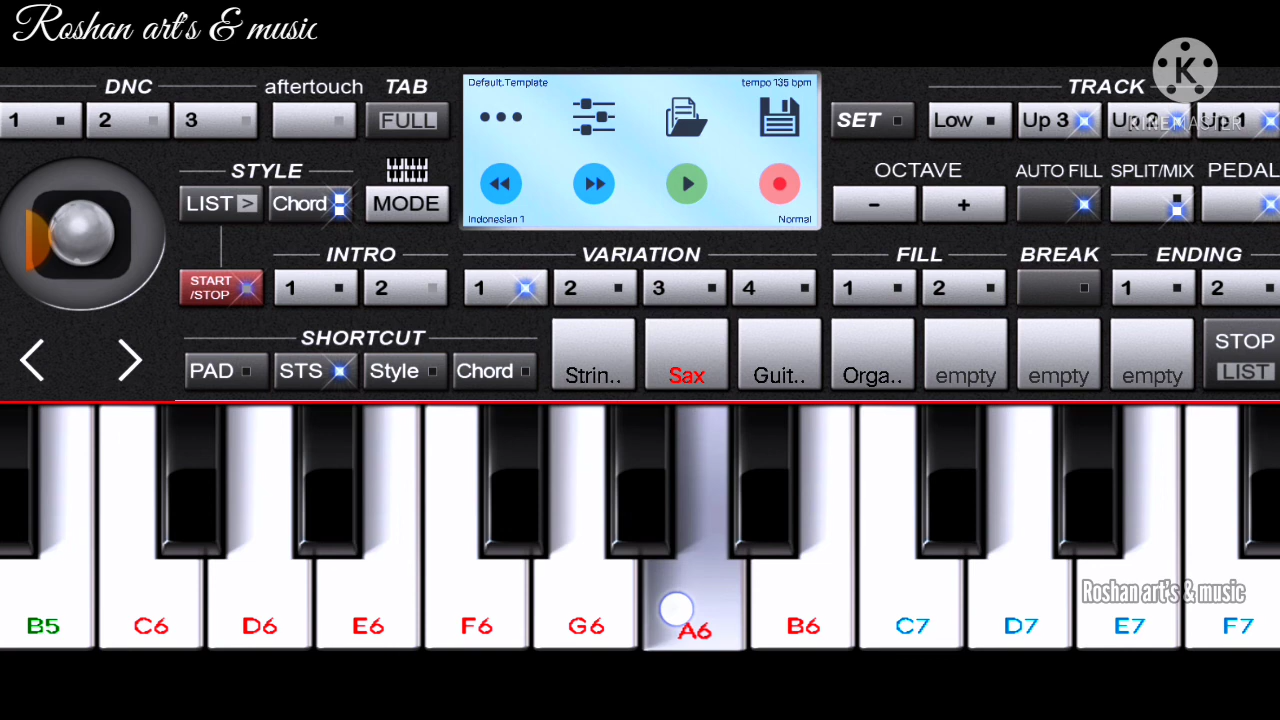 Roshan art's & music
DNC
aftertouch
TAB
Default.Template
tempo 135 bpm
TRACK
K
KINEMASTER
1
2
3
FULL
SET
Low
Up 3
Up 2
Up 1
STYLE
OCTAVE
AUTO FILL
SPLIT/MIX
PEDAL
LIST >
Chord
MODE
Indonesian 1
Normal
-
+
INTRO
VARIATION
FILL
BREAK
ENDING
START
/STOP
1
2
1
2
3
4
1
2
1
2
SHORTCUT
PAD
STS
Style
Chord
Strin..
Sax
Guit..
Orga..
empty
empty
empty
STOP
LIST
Roshan art's & music
B5
C6
D6
E6
F6
G6
A6
B6
C7
D7
E7
F7